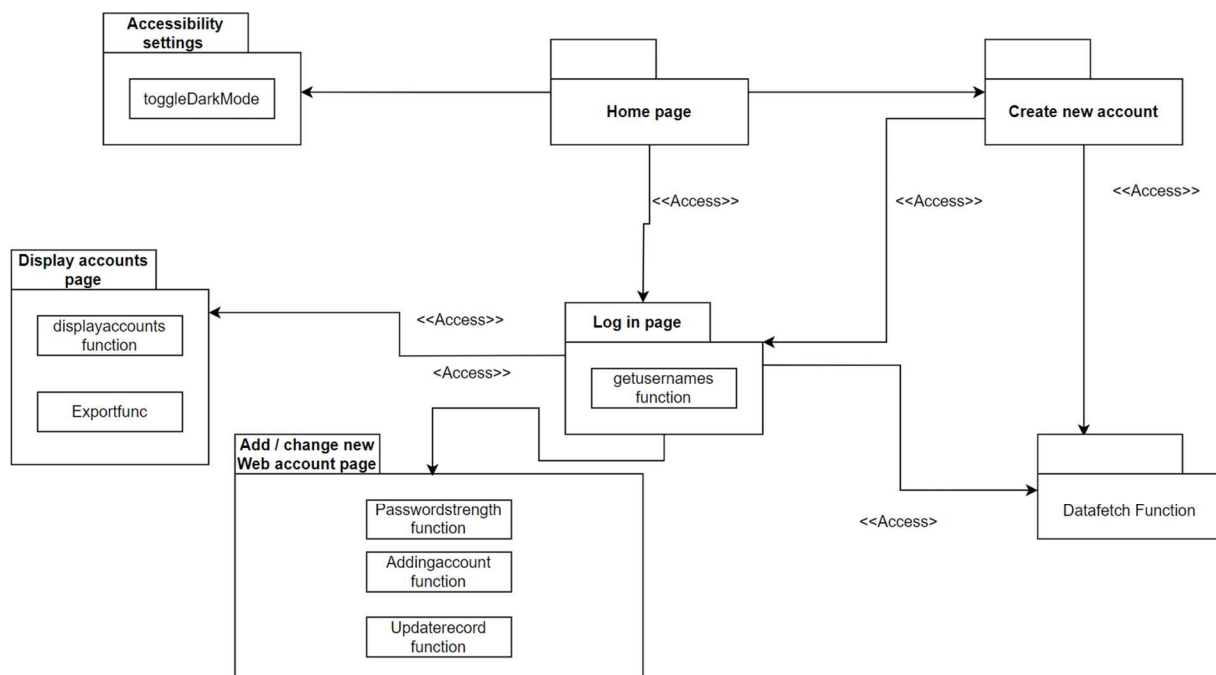 Accessibility
settings
toggleDarkMode
Home page
Create new account
<<Access>>
<<Access>>
<<Access>>
Display accounts
page
displayaccounts
function
Exportfunc
<<Access>>
<Access>>
Log in page
getusernames
function
Add / change new
Web account page
Passwordstrength
function
Addingaccount
function
Updaterecord
function
<<Access>
Datafetch Function